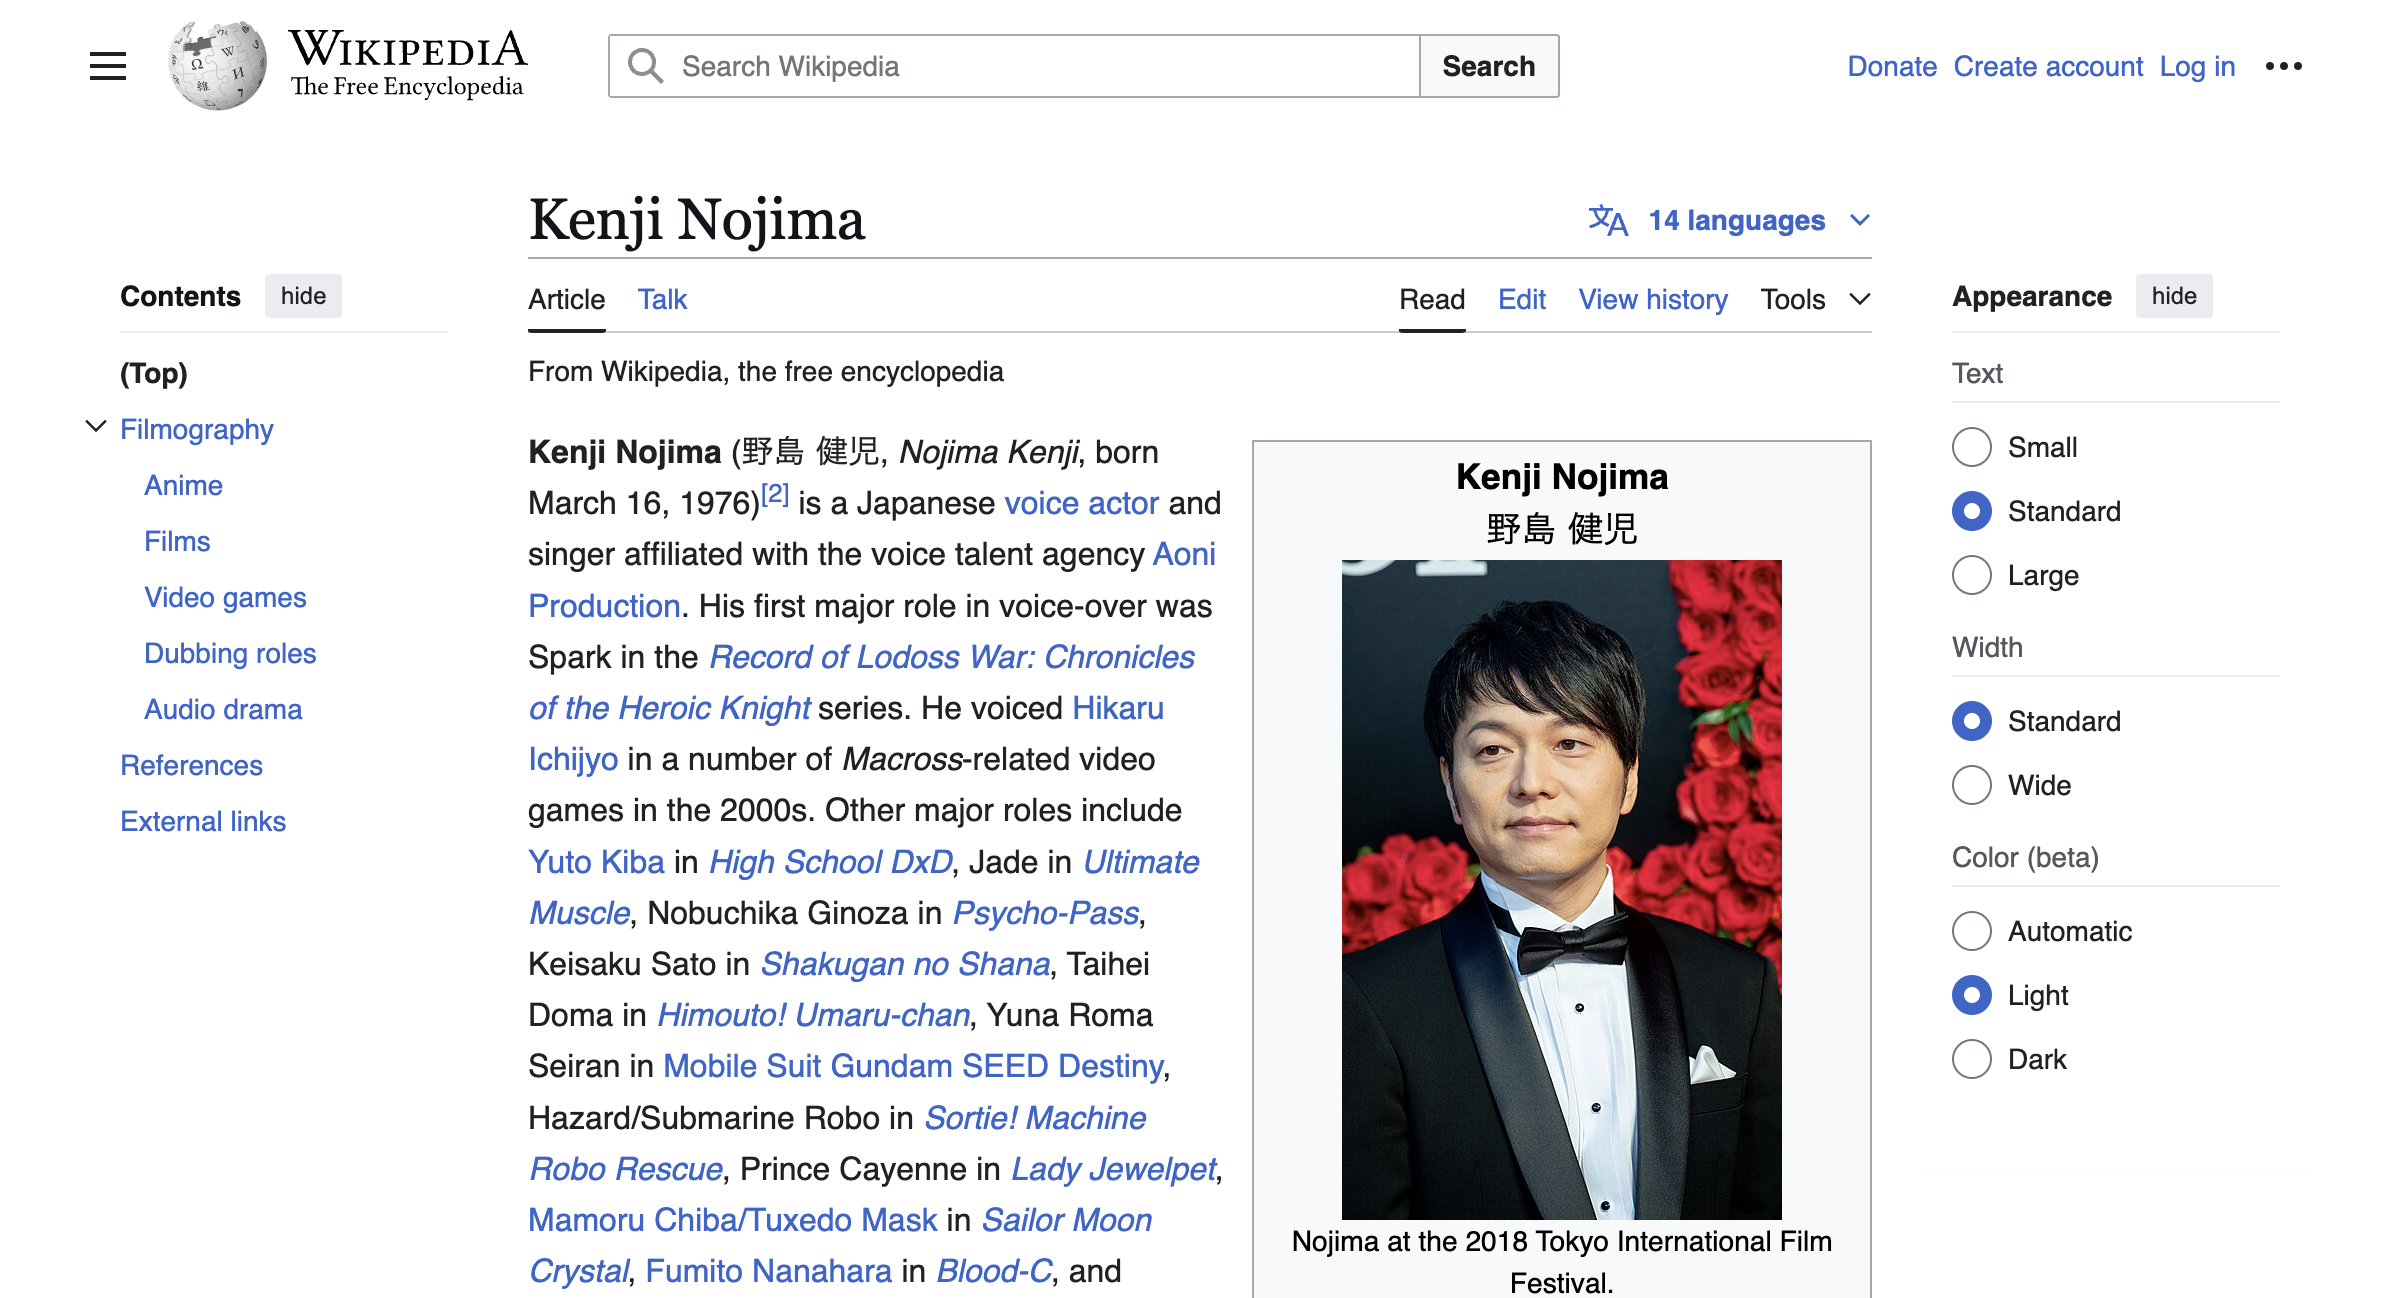 WIKIPEDIA
The Free Encyclopedia
Search Wikipedia
Search
Donate Create account Log in
Contents hide
(Top)
Filmography
Anime
Films
Video games
Dubbing roles
Audio drama
References
External links
Kenji Nojima
14 languages
Article Talk
Read Edit View history Tools
From Wikipedia, the free encyclopedia
Kenji Nojima (野島 健児, Nojima Kenji, born
March 16, 1976)[2] is a Japanese voice actor and
singer affiliated with the voice talent agency Aoni
Production. His first major role in voice-over was
Spark in the Record of Lodoss War: Chronicles
of the Heroic Knight series. He voiced Hikaru
Ichijyo in a number of Macross-related video
games in the 2000s. Other major roles include
Yuto Kiba in High School DxD, Jade in Ultimate
Muscle, Nobuchika Ginoza in Psycho-Pass,
Keisaku Sato in Shakugan no Shana, Taihei
Doma in Himouto! Umaru-chan, Yuna Roma
Seiran in Mobile Suit Gundam SEED Destiny,
Hazard/Submarine Robo in Sortie! Machine
Robo Rescue, Prince Cayenne in Lady Jewelpet,
Mamoru Chiba/Tuxedo Mask in Sailor Moon
Crystal, Fumito Nanahara in Blood-C, and
Kenji Nojima
野島 健児
Nojima at the 2018 Tokyo International Film
Festival.
Appearance hide
Text
Small
Standard
Large
Width
Standard
Wide
Color (beta)
Automatic
Light
Dark